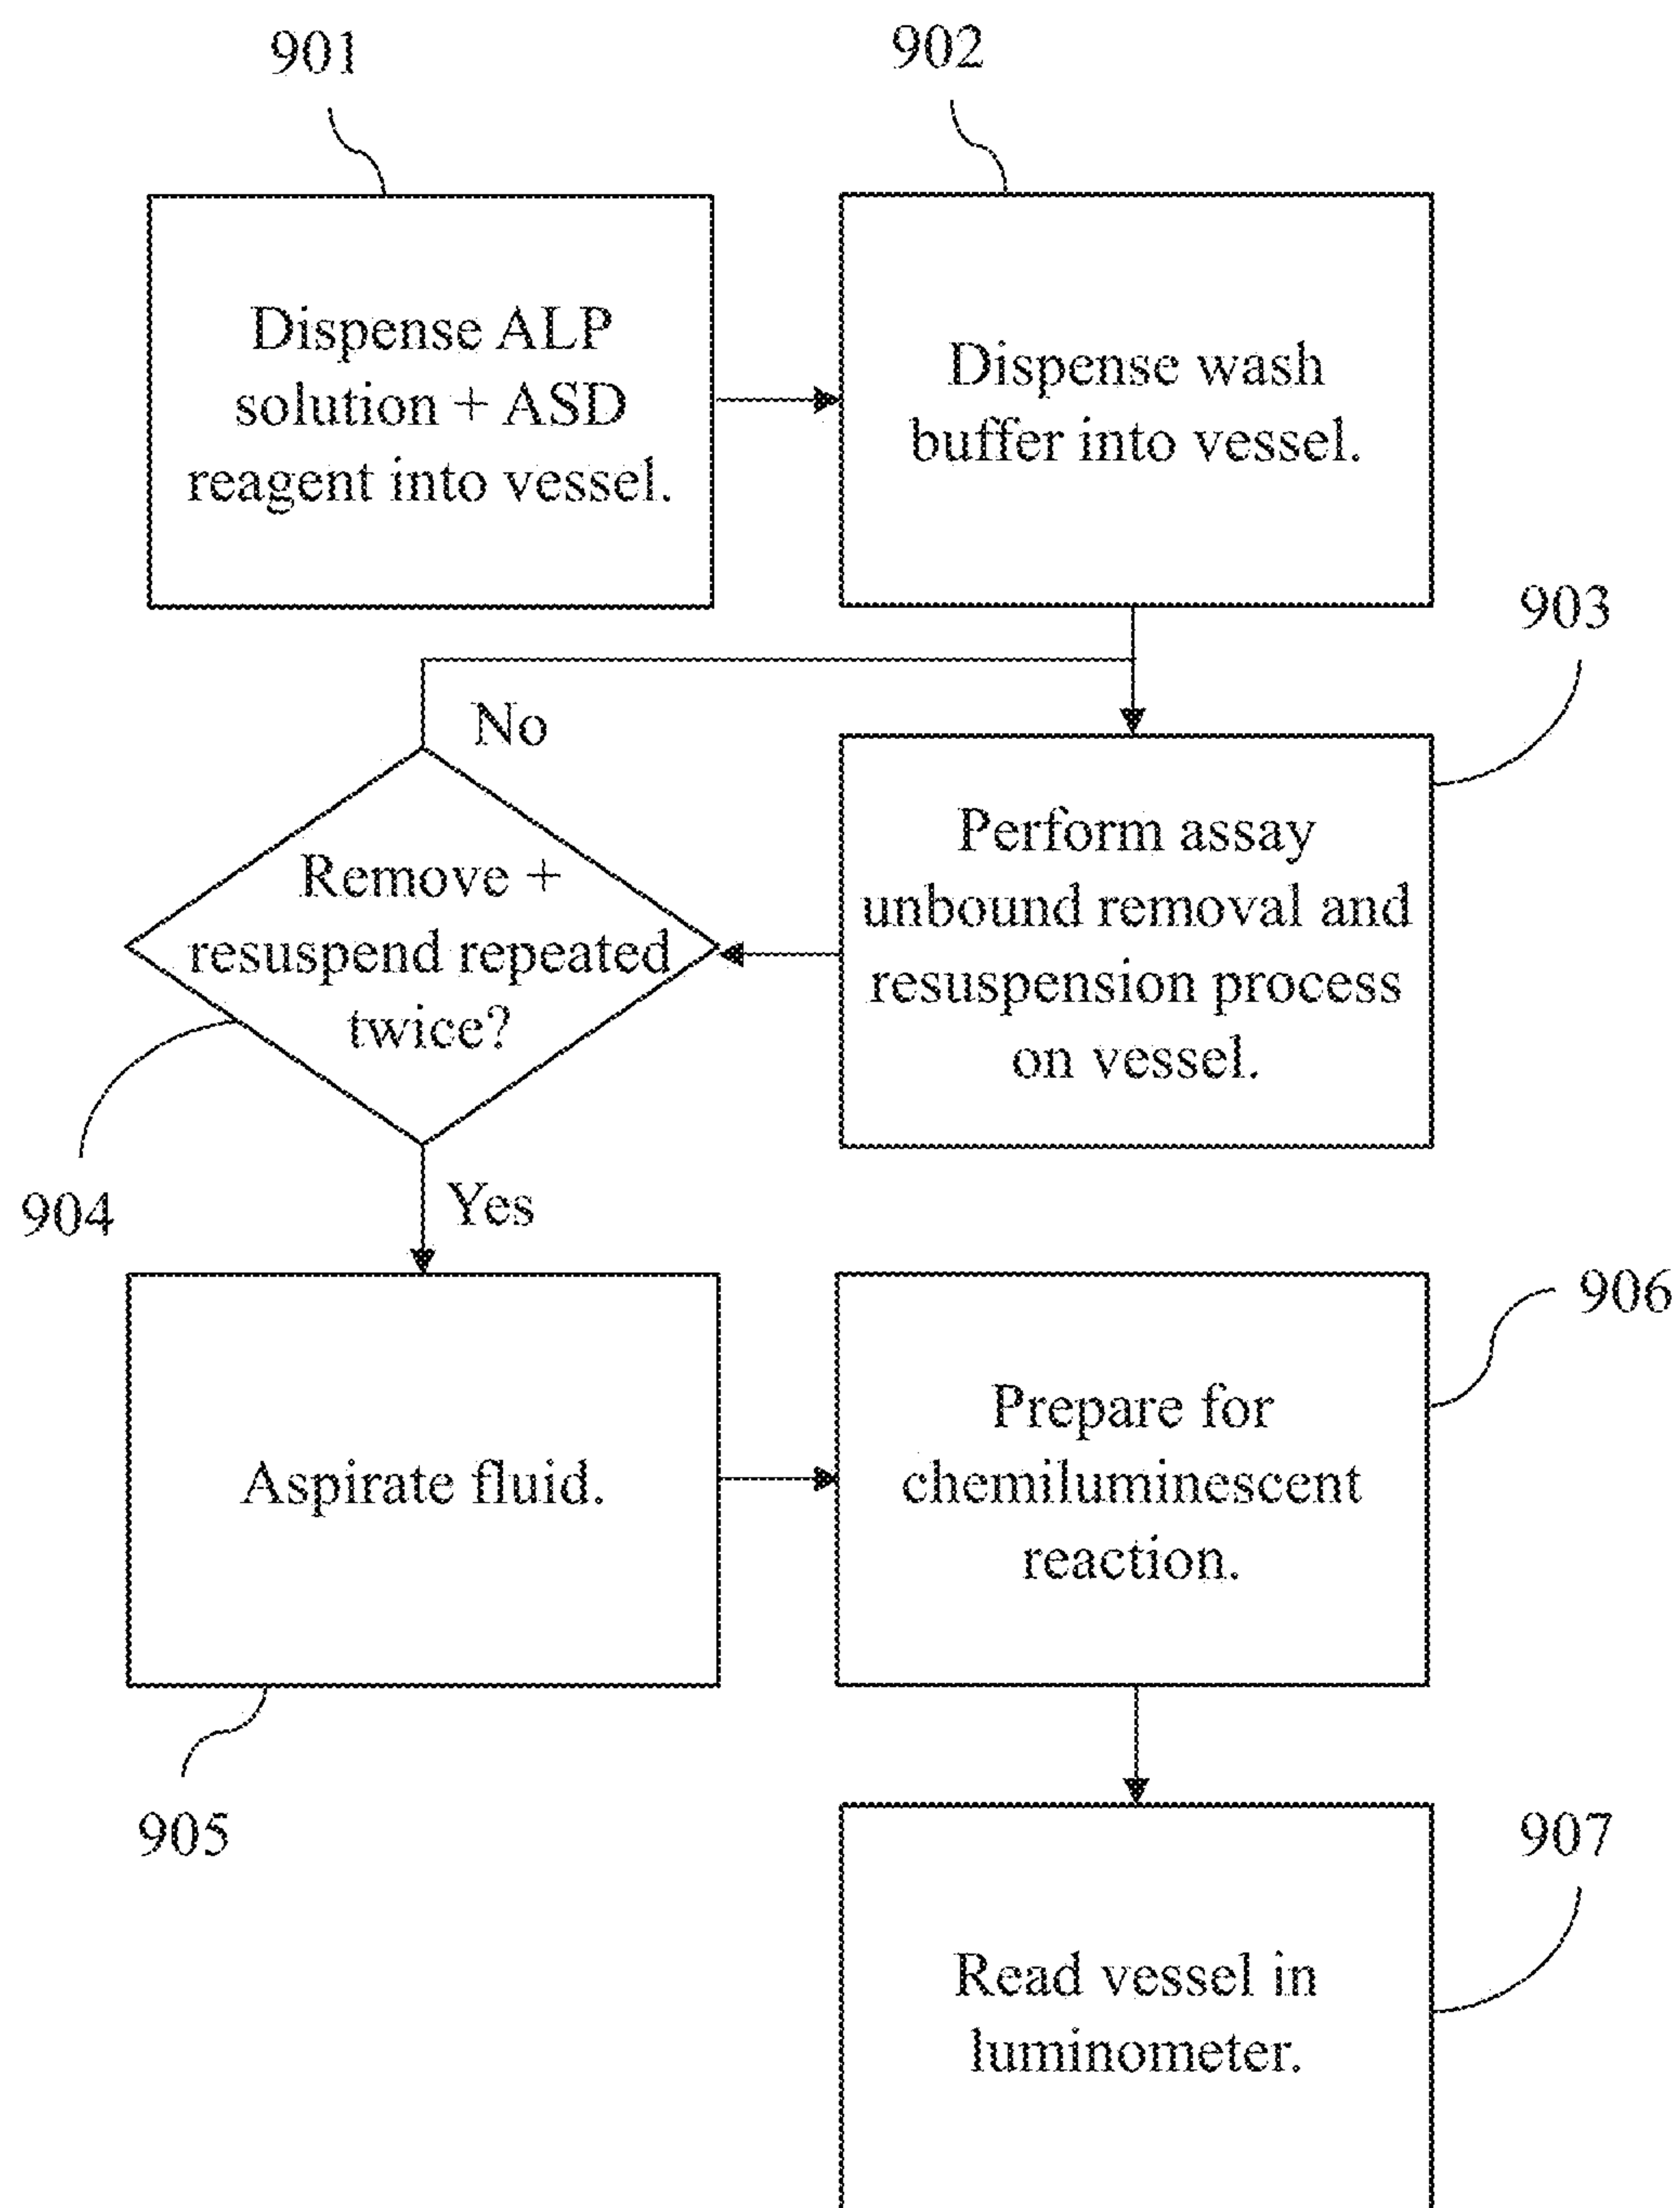 901
902
Dispense ALP
solution + ASD
reagent into vessel.
Dispense wash
buffer into vessel.
903
No
Remove +
resuspend repeated
twice?
Perform assay
unbound removal and
resuspension process
on vessel.
904
Yes
906
Aspirate fluid.
Prepare for
chemiluminescent
reaction.
905
907
Read vessel in
luminometer.